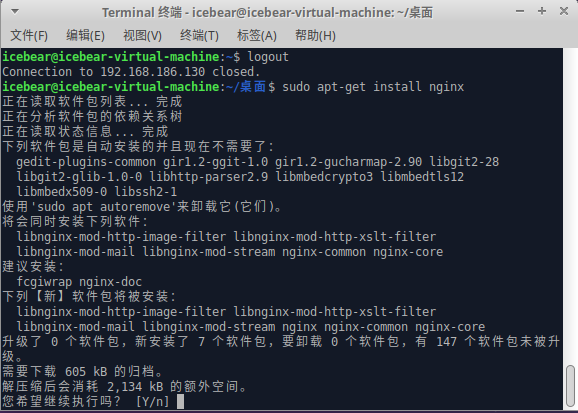 Terminal 终端 - icebear@icebear-virtual-machine: ~/桌面
文件(F) 编辑(E) 视图(V) 终端(T) 标签(A) 帮助(H)
icebear@icebear-virtual-machine:~$ logout
Connection to 192.168.186.130 closed.
icebear@icebear-virtual-machine:~/桌面$ sudo apt-get install nginx
正在读取软件包列表... 完成
正在分析软件包的依赖关系树
正在读取状态信息... 完成
下列软件包是自动安装的并且现在不需要了：
gedit-plugins-common gir1.2-ggit-1.0 gir1.2-gucharmap-2.90 libgit2-28
libgit2-glib-1.0-0 libhttp-parser2.9 libmbedcrypto3 libmbedtls12
libmbedx509-0 libssh2-1
使用'sudo apt autoremove'来卸载它(它们)。
将会同时安装下列软件：
libnginx-mod-http-image-filter libnginx-mod-http-xslt-filter
libnginx-mod-mail libnginx-mod-stream nginx-common nginx-core
建议安装：
fcgiwrap nginx-doc
下列【新】软件包将被安装：
libnginx-mod-http-image-filter libnginx-mod-http-xslt-filter
libnginx-mod-mail libnginx-mod-stream nginx nginx-common nginx-core
升级了 0 个软件包，新安装了 7 个软件包，要卸载 0 个软件包，有 147 个软件包未被升
级。
需要下载 605 kB 的归档。
解压缩后会消耗 2,134 kB 的额外空间。
您希望继续执行吗？ [Y/n]